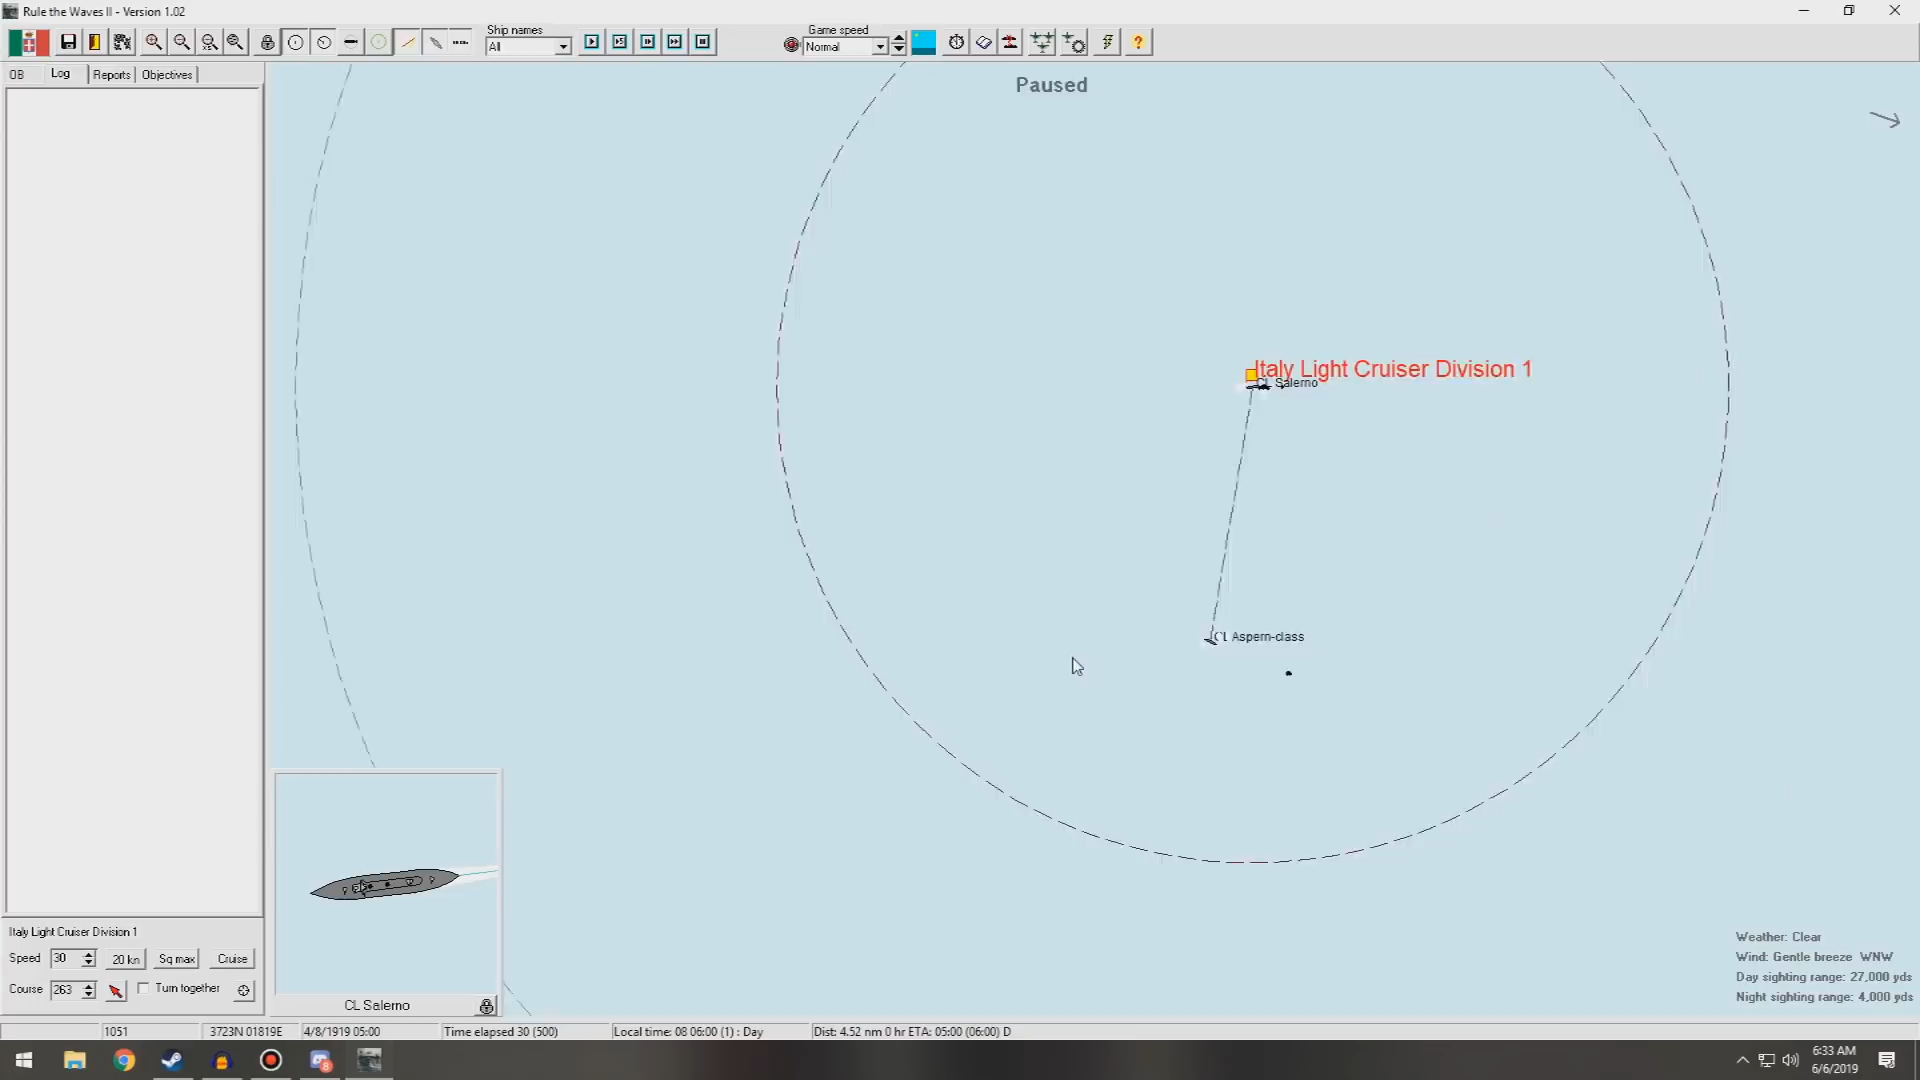 Rule the Waves II - Version 1.02
Ship names
All
Game speed
Normal
?
OB
Log
Reports
Objectives
Paused
Italy Light Cruiser Division 1
CL Salerno
CL Aspern-class
Italy Light Cruiser Division 1
Speed
30
20 kn
Sq max
Cruise
Course
263
Turn together
CL Salerno
Weather: Clear
Wind: Gentle breeze WNW
Day sighting range: 27,000 yds
Night sighting range: 4,000 yds
1051
3723N 01819E
4/8/1919 05:00
Time elapsed 30 (500)
Local time: 08 06:00 (1) : Day
Dist: 4.52 nm 0 hr ETA: 05:00 (06:00) D
8
6:33 AM
6/6/2019